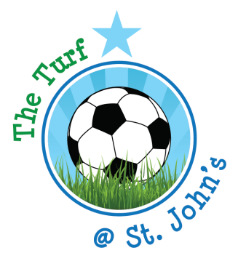 The Turf
@ St. John's